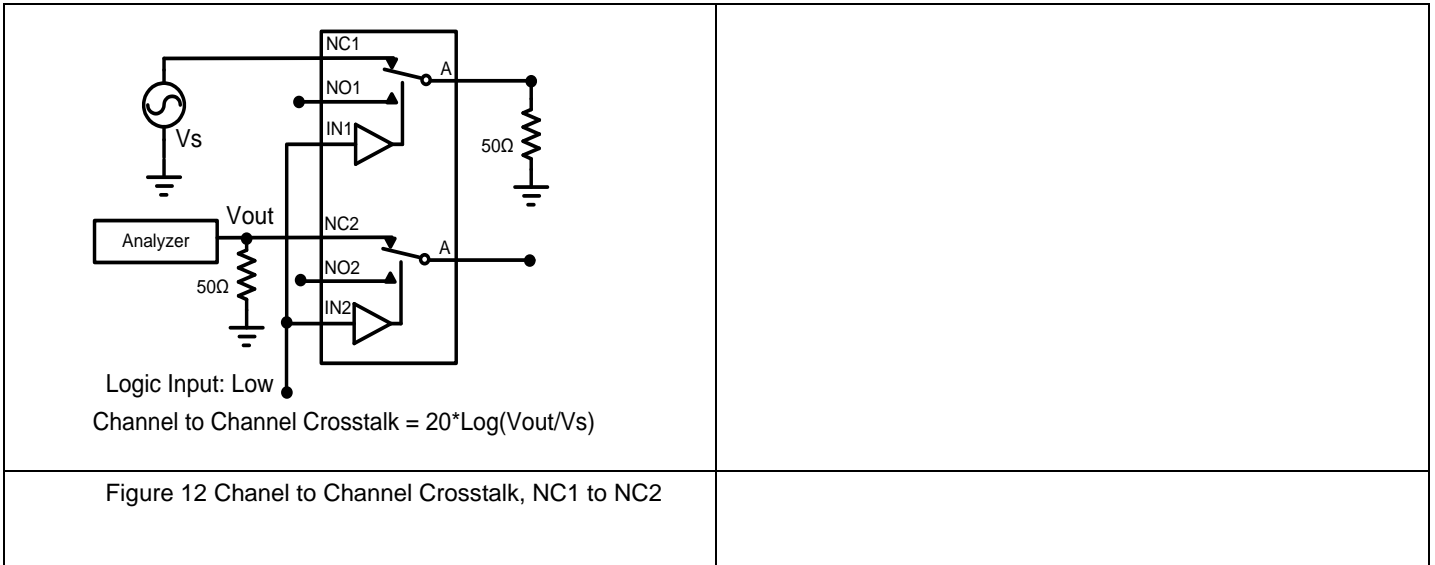 NC1
A
NO1
IN1
Vs
50Ω
Vout
NC2
Analyzer
A
NO2
50Ω
IN2
Logic Input: Low
Channel to Channel Crosstalk = 20*Log(Vout/Vs)
Figure 12 Chanel to Channel Crosstalk, NC1 to NC2